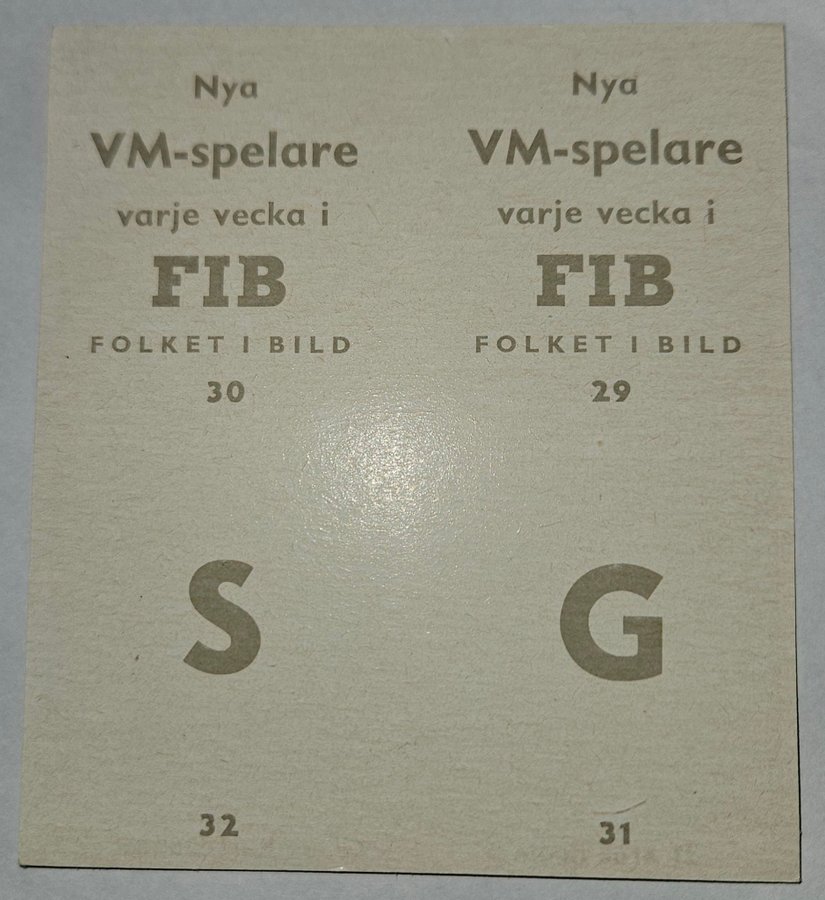 Nya
VM-spelare
varje vecka i
FIB
FOLKET I BILD
30
Nya
VM-spelare
varje vecka i
FIB
FOLKET I BILD
29
S
32
G
31